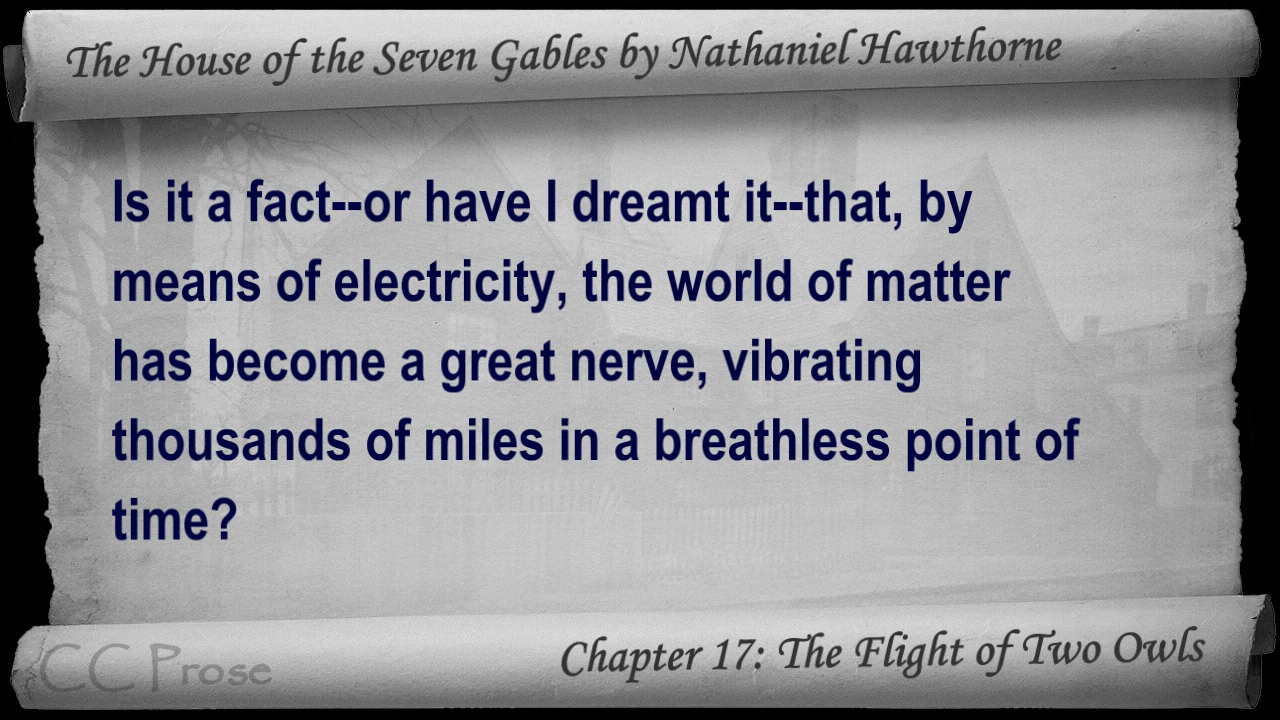 The House of the Seven Gables by Nathaniel Hawthorne
Is it a fact--or have I dreamt it--that, by
means of electricity, the world of matter
has become a great nerve, vibrating
thousands of miles in a breathless point of
time?
CC Prose
Chapter 17: The Flight of Two Owls